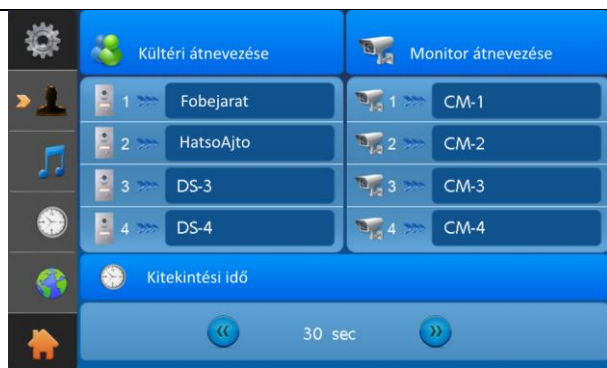 Kültéri átnevezése
Monitor átnevezése
1 Fobejarat
1 CM-1
2 HatsoAjto
2 CM-2
3 DS-3
3 CM-3
4 DS-4
4 CM-4
Kitekintési idő
30 sec